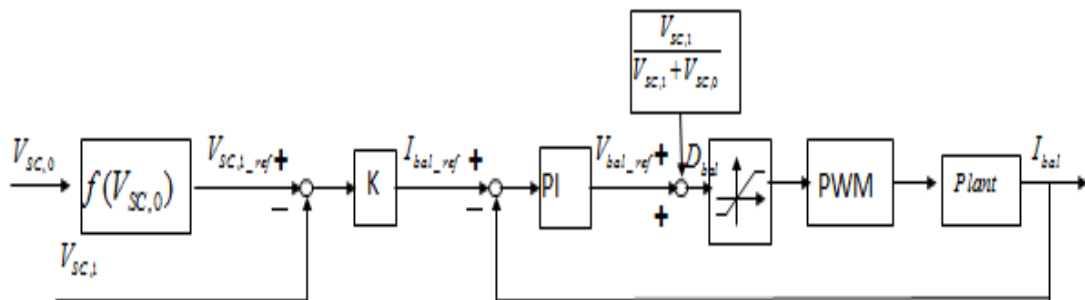 V_{SC,1}
V_{SC,1}+V_{SC,0}
V_{SC,0}
f(V_{SC,0})
V_{SC,1_ref}
+
−
K
I_{bal_ref}
+
−
PI
V_{bal_ref}
+
+
D_{bal}
PWM
Plant
I_{bal}
V_{SC,1}